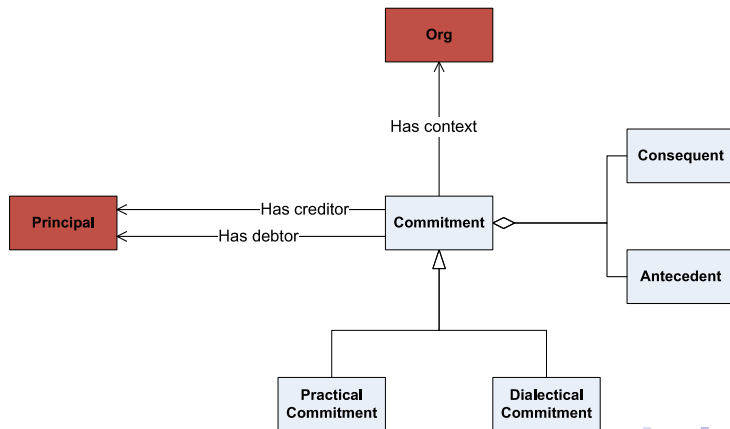 Org
Has context
Consequent
Has creditor
Principal
Commitment
Has debtor
Antecedent
Practical
Commitment
Dialectical
Commitment